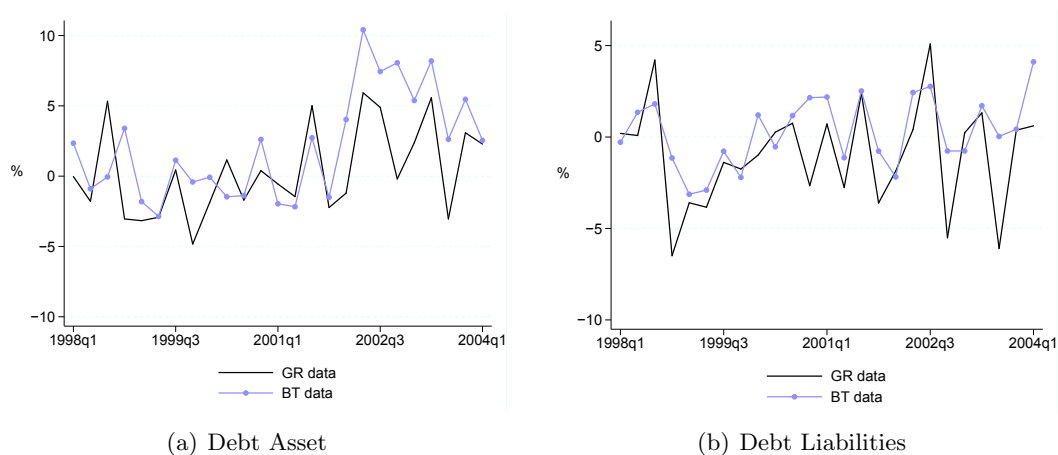 10
5
0
−5
−10
%
1998q1 1999q3 2001q1 2002q3 2004q1
GR data
BT data
(a) Debt Asset
5
0
−5
−10
%
1998q1 1999q3 2001q1 2002q3 2004q1
GR data
BT data
(b) Debt Liabilities